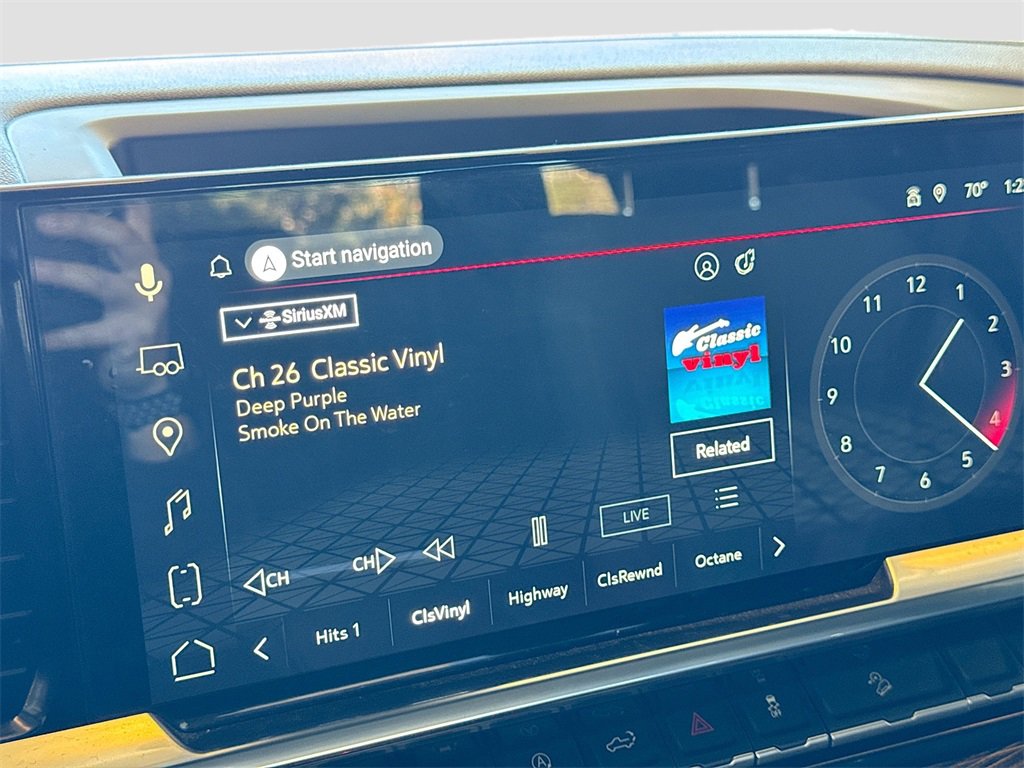 70°
Start navigation
SiriusXM
Ch 26 Classic Vinyl
Deep Purple
Smoke On The Water
Classic
vinyl
Related
LIVE
CH
CH
Hits 1
ClsVinyl
Highway
ClsRewnd
Octane
12
1
2
3
4
5
6
7
8
9
10
11